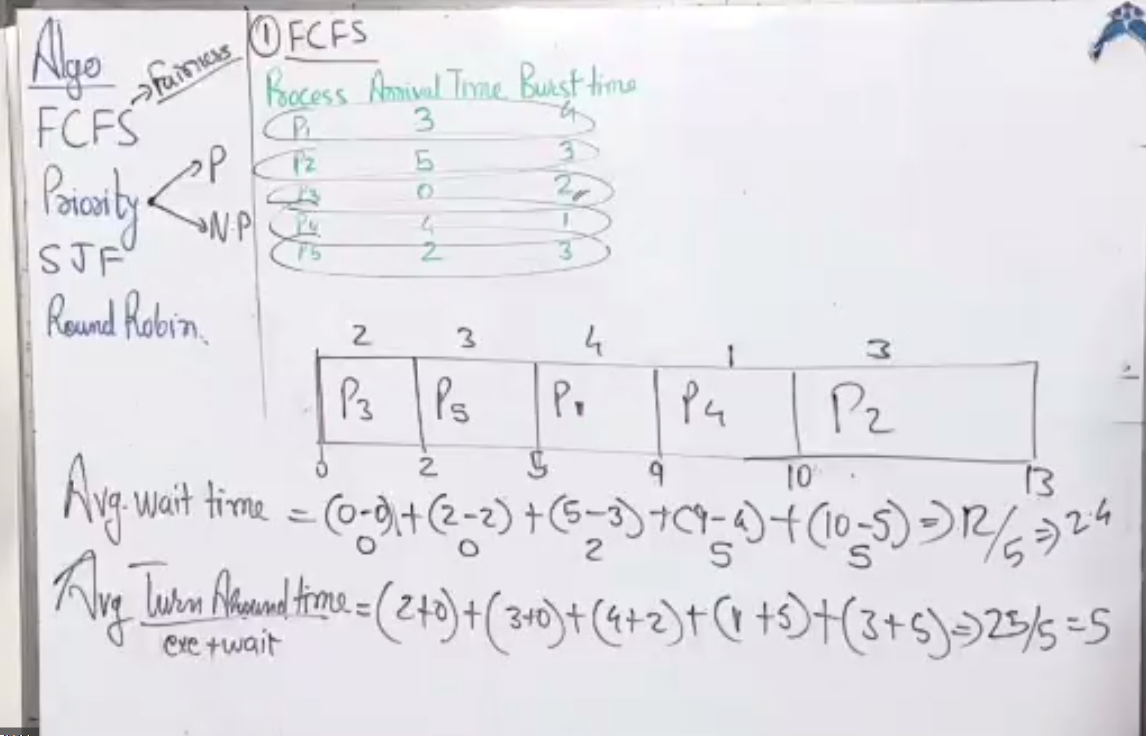 Algo
FCFS → Fairness
Priority
P
N.P
SJF
Round Robin.
① FCFS
Process Arrival Time Burst time
P1 3 4
P2 5 3
P3 0 2
P4 4 1
P5 2 3
2 3 4 1 3
P3 P5 P1 P4 P2
0 2 5 9 10 13
Avg. wait time = (0-0)+(2-2)+(5-3)+(9-4)+(10-5) ⇒ 12/5 ⇒ 2.4
0 0 2 5 5
Avg Turn Around time = (2+0)+(3+0)+(4+2)+(1+5)+(3+5) ⇒ 25/5 = 5
exe + wait